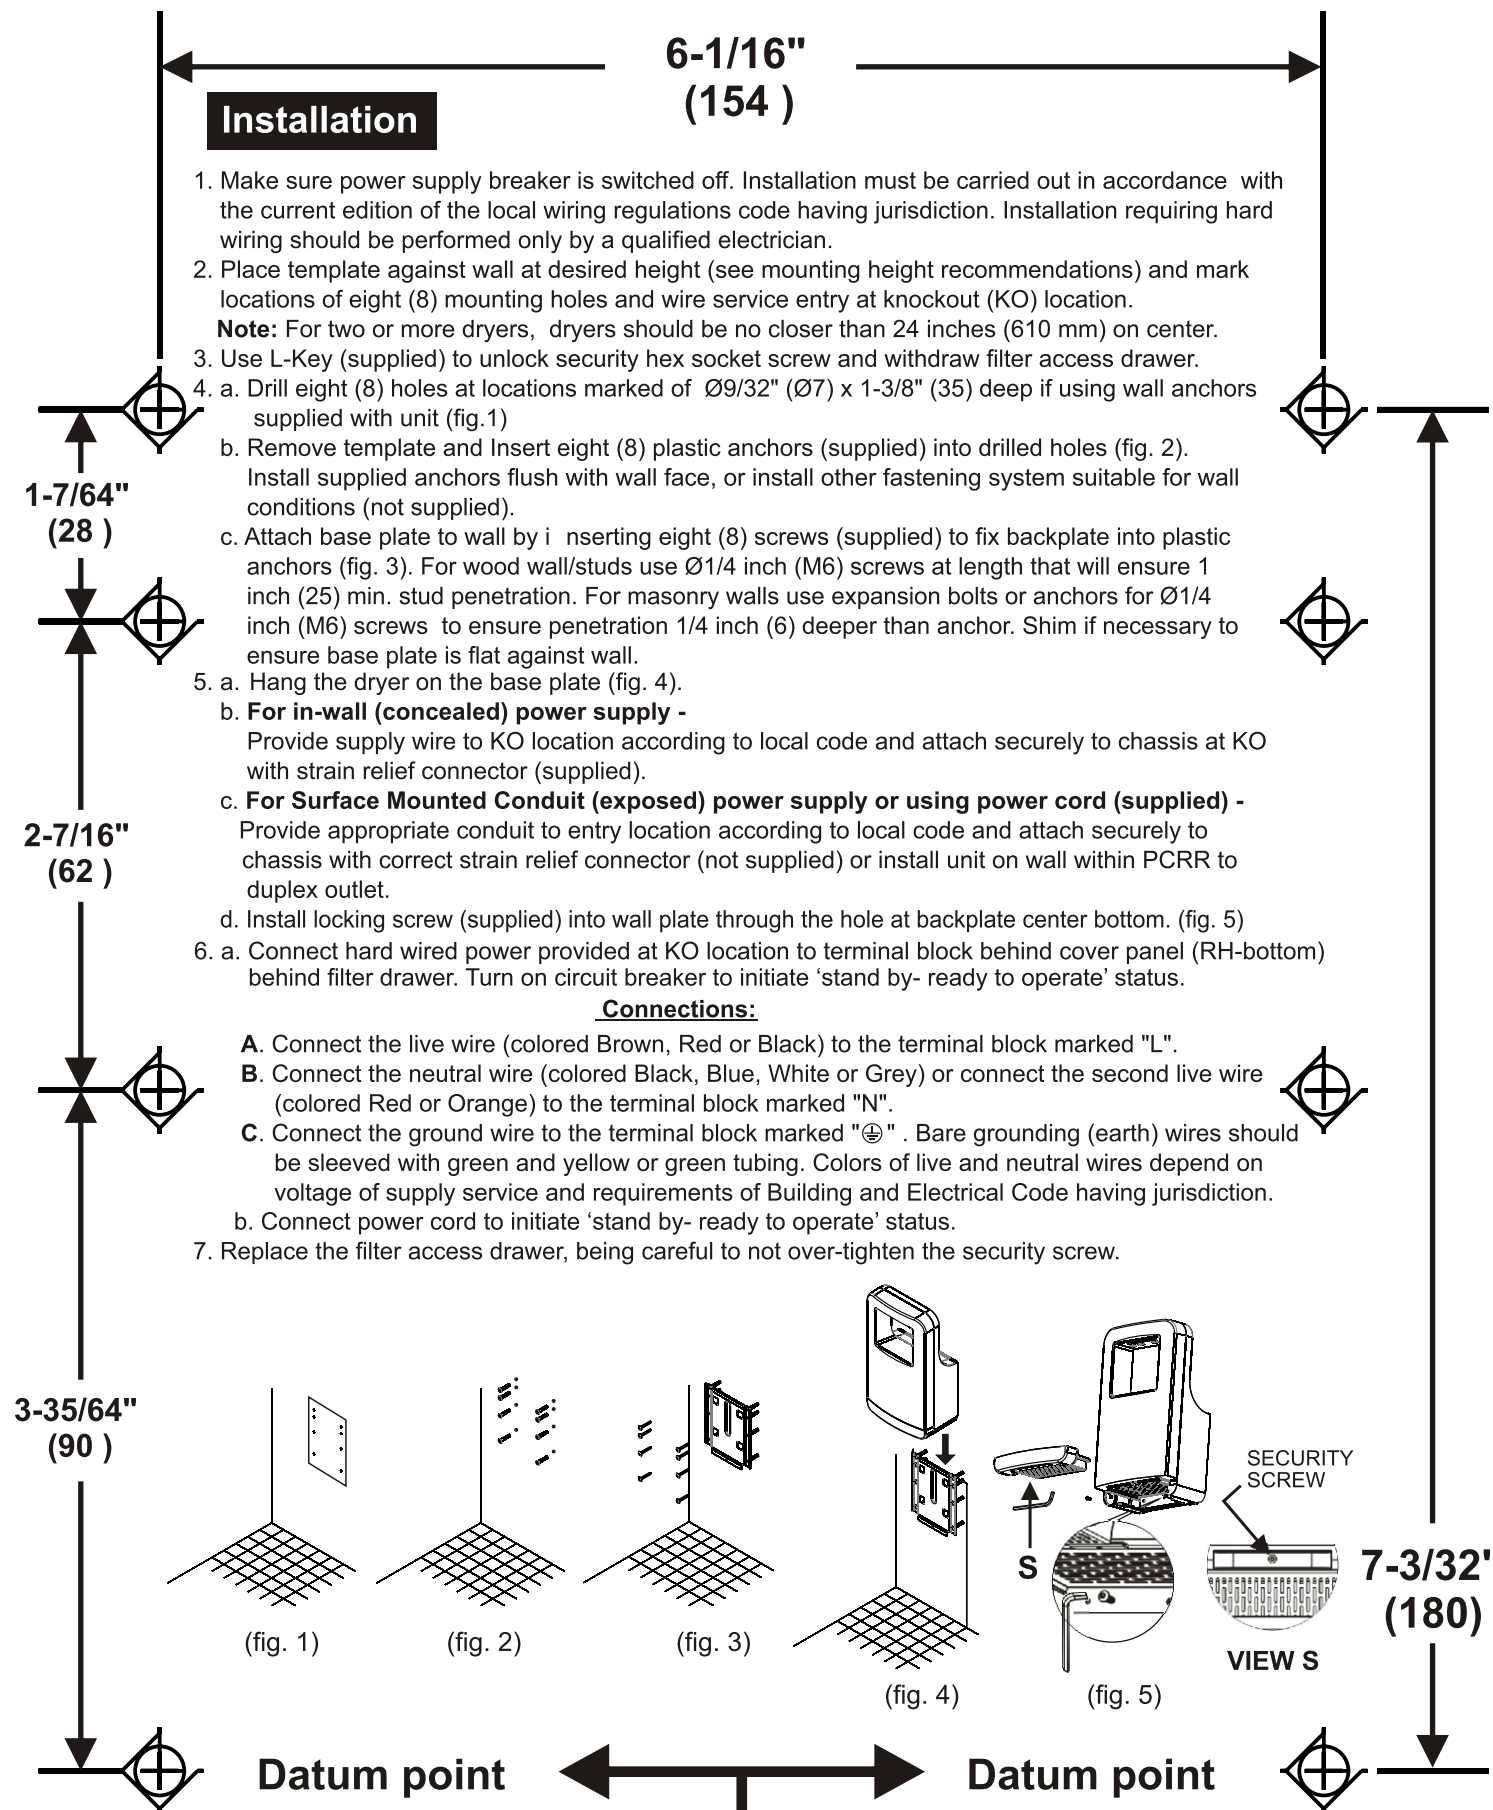 6-1/16"
(154 )
Installation
1. Make sure power supply breaker is switched off. Installation must be carried out in accordance with
the current edition of the local wiring regulations code having jurisdiction. Installation requiring hard
wiring should be performed only by a qualified electrician.
2. Place template against wall at desired height (see mounting height recommendations) and mark
locations of eight (8) mounting holes and wire service entry at knockout (KO) location.
Note: For two or more dryers, dryers should be no closer than 24 inches (610 mm) on center.
3. Use L-Key (supplied) to unlock security hex socket screw and withdraw filter access drawer.
4. a. Drill eight (8) holes at locations marked of Ø9/32" (Ø7) x 1-3/8" (35) deep if using wall anchors
supplied with unit (fig.1)
b. Remove template and Insert eight (8) plastic anchors (supplied) into drilled holes (fig. 2).
Install supplied anchors flush with wall face, or install other fastening system suitable for wall
conditions (not supplied).
c. Attach base plate to wall by i nserting eight (8) screws (supplied) to fix backplate into plastic
anchors (fig. 3). For wood wall/studs use Ø1/4 inch (M6) screws at length that will ensure 1
inch (25) min. stud penetration. For masonry walls use expansion bolts or anchors for Ø1/4
inch (M6) screws to ensure penetration 1/4 inch (6) deeper than anchor. Shim if necessary to
ensure base plate is flat against wall.
5. a. Hang the dryer on the base plate (fig. 4).
b. For in-wall (concealed) power supply -
Provide supply wire to KO location according to local code and attach securely to chassis at KO
with strain relief connector (supplied).
c. For Surface Mounted Conduit (exposed) power supply or using power cord (supplied) -
Provide appropriate conduit to entry location according to local code and attach securely to
chassis with correct strain relief connector (not supplied) or install unit on wall within PCRR to
duplex outlet.
d. Install locking screw (supplied) into wall plate through the hole at backplate center bottom. (fig. 5)
6. a. Connect hard wired power provided at KO location to terminal block behind cover panel (RH-bottom)
behind filter drawer. Turn on circuit breaker to initiate ‘stand by- ready to operate’ status.
Connections:
A. Connect the live wire (colored Brown, Red or Black) to the terminal block marked "L".
B. Connect the neutral wire (colored Black, Blue, White or Grey) or connect the second live wire
(colored Red or Orange) to the terminal block marked "N".
C. Connect the ground wire to the terminal block marked "⏚" . Bare grounding (earth) wires should
be sleeved with green and yellow or green tubing. Colors of live and neutral wires depend on
voltage of supply service and requirements of Building and Electrical Code having jurisdiction.
b. Connect power cord to initiate ‘stand by- ready to operate’ status.
7. Replace the filter access drawer, being careful to not over-tighten the security screw.
1-7/64"
(28 )
2-7/16"
(62 )
3-35/64"
(90 )
SECURITY
SCREW
S
7-3/32"
(180)
VIEW S
(fig. 1)
(fig. 2)
(fig. 3)
(fig. 4)
(fig. 5)
Datum point
Datum point